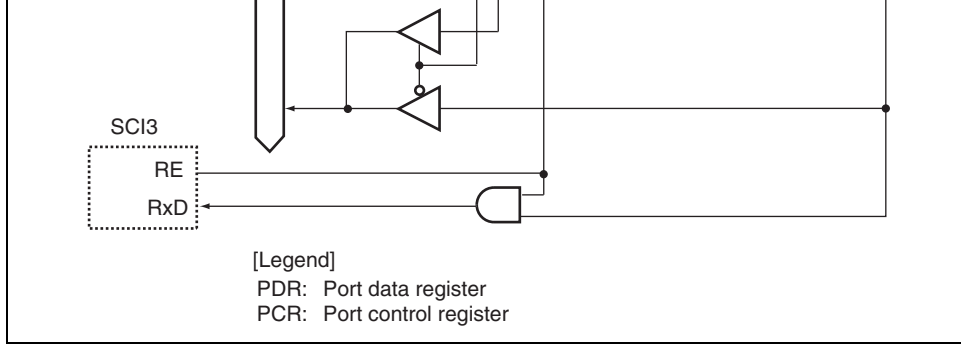 SCI3
RE
RxD
[Legend]
PDR: Port data register
PCR: Port control register